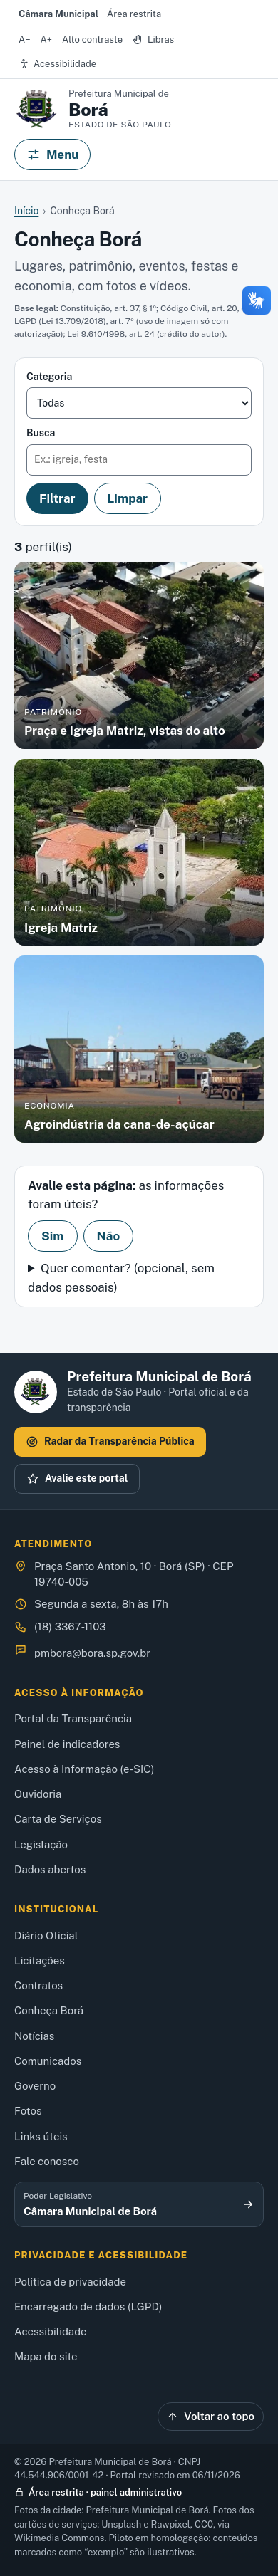 Câmara Municipal Área restrita
A− A+ Alto contraste Libras
Acessibilidade
Prefeitura Municipal de
Borá
ESTADO DE SÃO PAULO
Menu
Início › Conheça Borá
Conheça Borá
Lugares, patrimônio, eventos, festas e
economia, com fotos e vídeos.
Base legal: Constituição, art. 37, § 1º; Código Civil, art. 20,
LGPD (Lei 13.709/2018), art. 7º (uso de imagem só com
autorização); Lei 9.610/1998, art. 24 (crédito do autor).
Categoria
Todas
Busca
Ex.: igreja, festa
Filtrar Limpar
3 perfil(is)
PATRIMÔNIO
Praça e Igreja Matriz, vistas do alto
PATRIMÔNIO
Igreja Matriz
ECONOMIA
Agroindústria da cana-de-açúcar
Avalie esta página: as informações
foram úteis?
Sim Não
Quer comentar? (opcional, sem
dados pessoais)
Prefeitura Municipal de Borá
Estado de São Paulo · Portal oficial e da
transparência
Radar da Transparência Pública
Avalie este portal
ATENDIMENTO
Praça Santo Antonio, 10 · Borá (SP) · CEP
19740-005
Segunda a sexta, 8h às 17h
(18) 3367-1103
pmbora@bora.sp.gov.br
ACESSO À INFORMAÇÃO
Portal da Transparência
Painel de indicadores
Acesso à Informação (e-SIC)
Ouvidoria
Carta de Serviços
Legislação
Dados abertos
INSTITUCIONAL
Diário Oficial
Licitações
Contratos
Conheça Borá
Notícias
Comunicados
Governo
Fotos
Links úteis
Fale conosco
Poder Legislativo
Câmara Municipal de Borá
PRIVACIDADE E ACESSIBILIDADE
Política de privacidade
Encarregado de dados (LGPD)
Acessibilidade
Mapa do site
Voltar ao topo
© 2026 Prefeitura Municipal de Borá · CNPJ
44.544.906/0001-42 · Portal revisado em 06/11/2026
Área restrita · painel administrativo
Fotos da cidade: Prefeitura Municipal de Borá. Fotos dos
cartões de serviços: Unsplash e Rawpixel, CC0, via
Wikimedia Commons. Piloto em homologação: conteúdos
marcados como “exemplo” são ilustrativos.